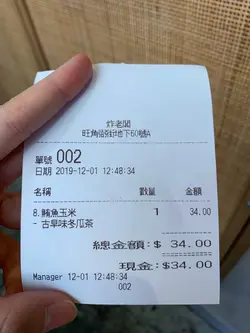 炸老闆
旺角街地下60號A
單號 002
日期 2019-12-01 12:48:34
名稱 數量 金額
8.鮪魚玉米 1 34.00
- 古早味冬瓜茶
總金額:$ 34.00
現金:$34.00
Manager 12-01 12:48:34
002